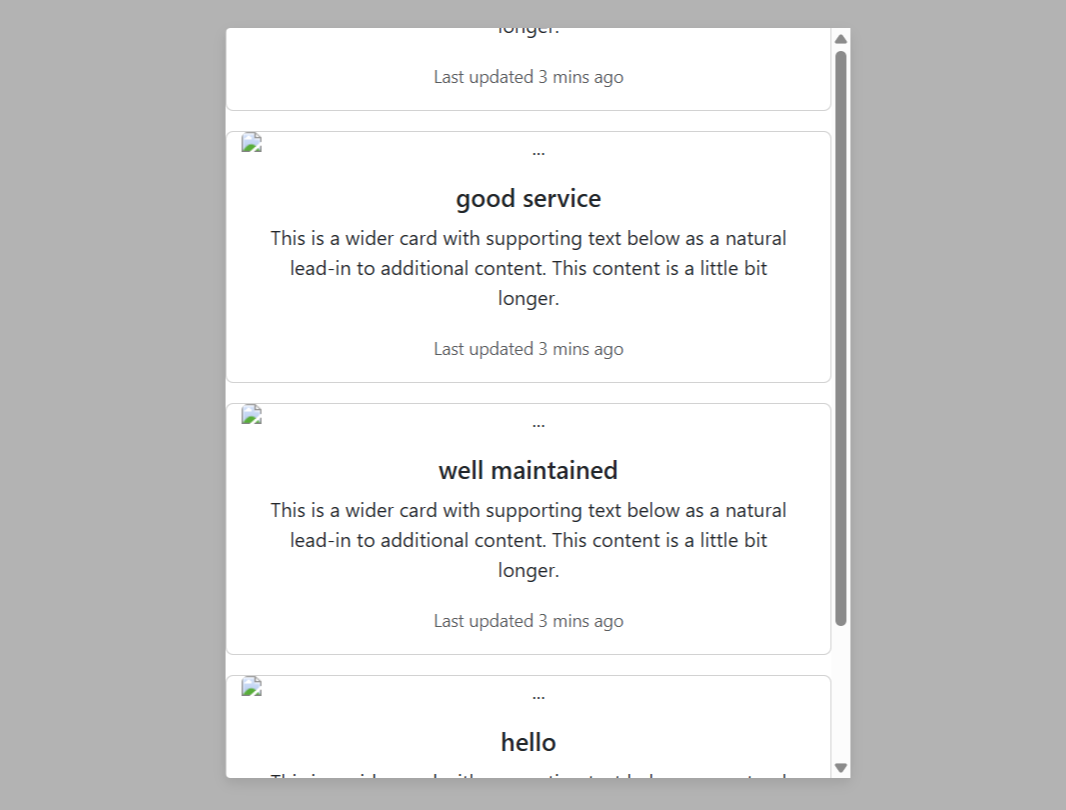 longer.
Last updated 3 mins ago
...
good service
This is a wider card with supporting text below as a natural
lead-in to additional content. This content is a little bit
longer.
Last updated 3 mins ago
...
well maintained
This is a wider card with supporting text below as a natural
lead-in to additional content. This content is a little bit
longer.
Last updated 3 mins ago
...
hello